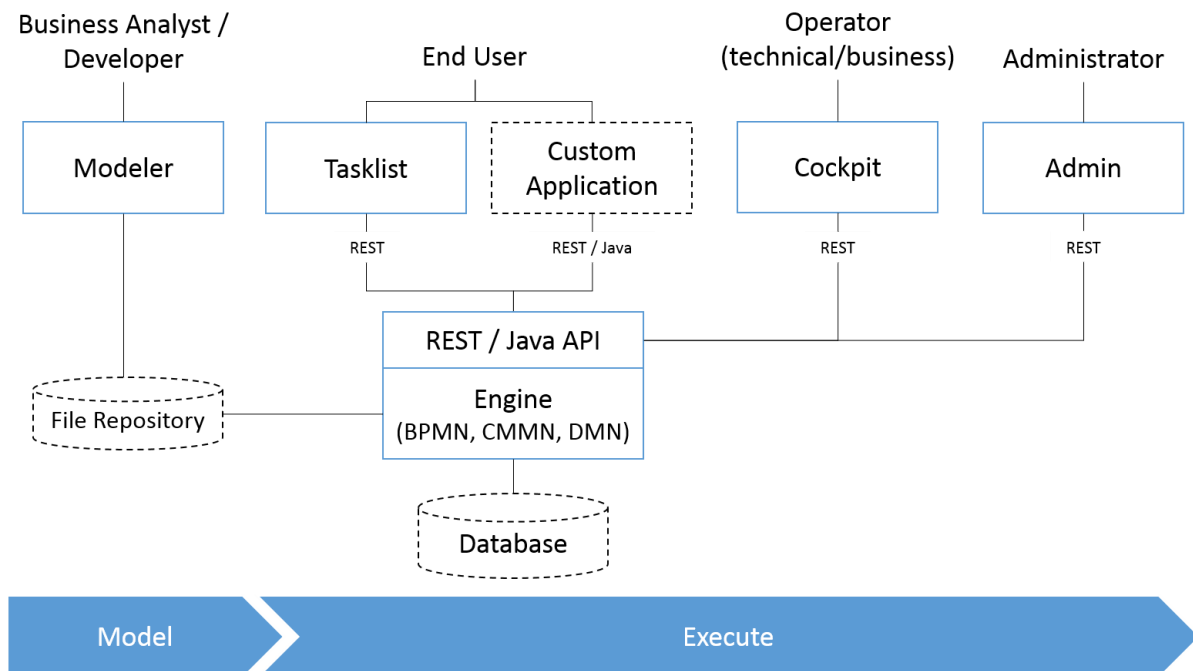 Business Analyst /
Developer
End User
Operator
(technical/business)
Administrator
Modeler
Tasklist
Custom
Application
Cockpit
Admin
REST
REST / Java
REST
REST
REST / Java API
Engine
(BPMN, CMMN, DMN)
File Repository
Database
Model
Execute